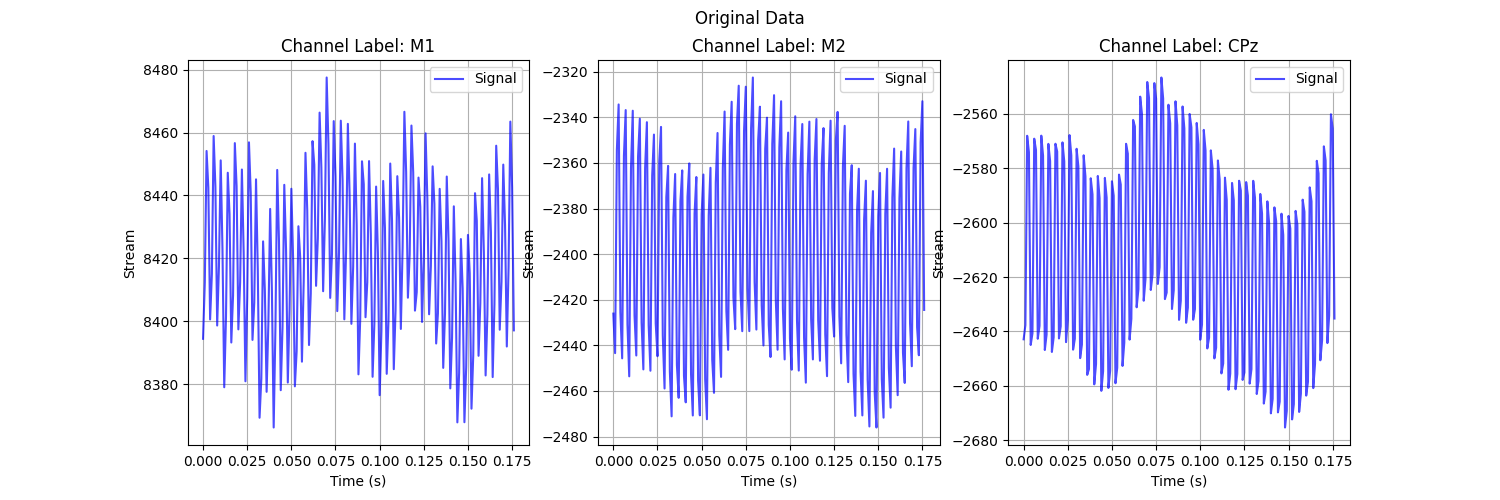 Original Data
Channel Label: M1
Signal
8480
8460
8440
8420
8400
8380
Stream
0.000 0.025 0.050 0.075 0.100 0.125 0.150 0.175
Time (s)
Channel Label: M2
Signal
−2320
−2340
−2360
−2380
−2400
−2420
−2440
−2460
−2480
Stream
0.000 0.025 0.050 0.075 0.100 0.125 0.150 0.175
Time (s)
Channel Label: CPz
Signal
−2560
−2580
−2600
−2620
−2640
−2660
−2680
Stream
0.000 0.025 0.050 0.075 0.100 0.125 0.150 0.175
Time (s)